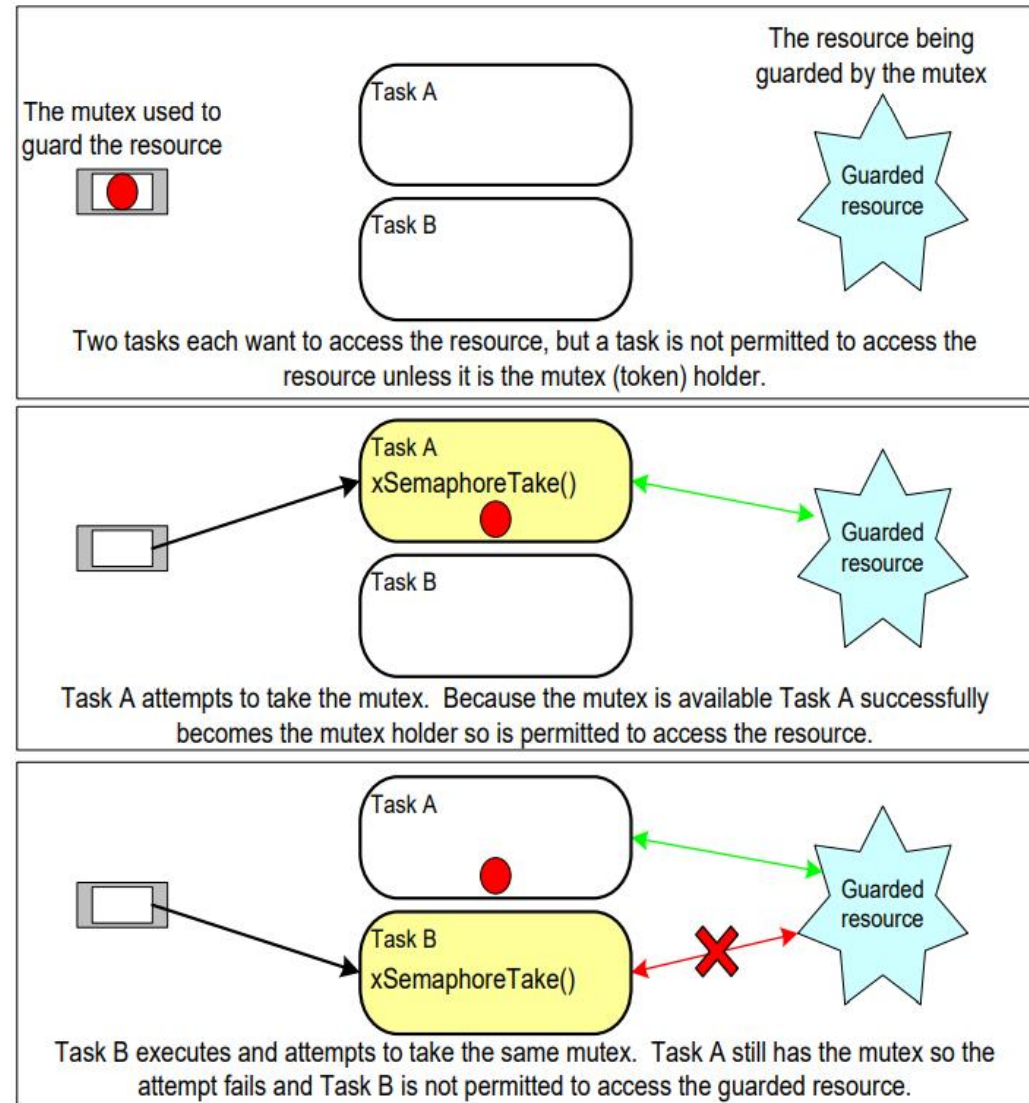 The resource being
guarded by the mutex
The mutex used to
guard the resource
Task A
Guarded
resource
Task B
Two tasks each want to access the resource, but a task is not permitted to access the
resource unless it is the mutex (token) holder.
Task A
xSemaphoreTake()
Guarded
resource
Task B
Task A attempts to take the mutex. Because the mutex is available Task A successfully
becomes the mutex holder so is permitted to access the resource.
Task A
Guarded
resource
Task B
xSemaphoreTake()
Task B executes and attempts to take the same mutex. Task A still has the mutex so the
attempt fails and Task B is not permitted to access the guarded resource.